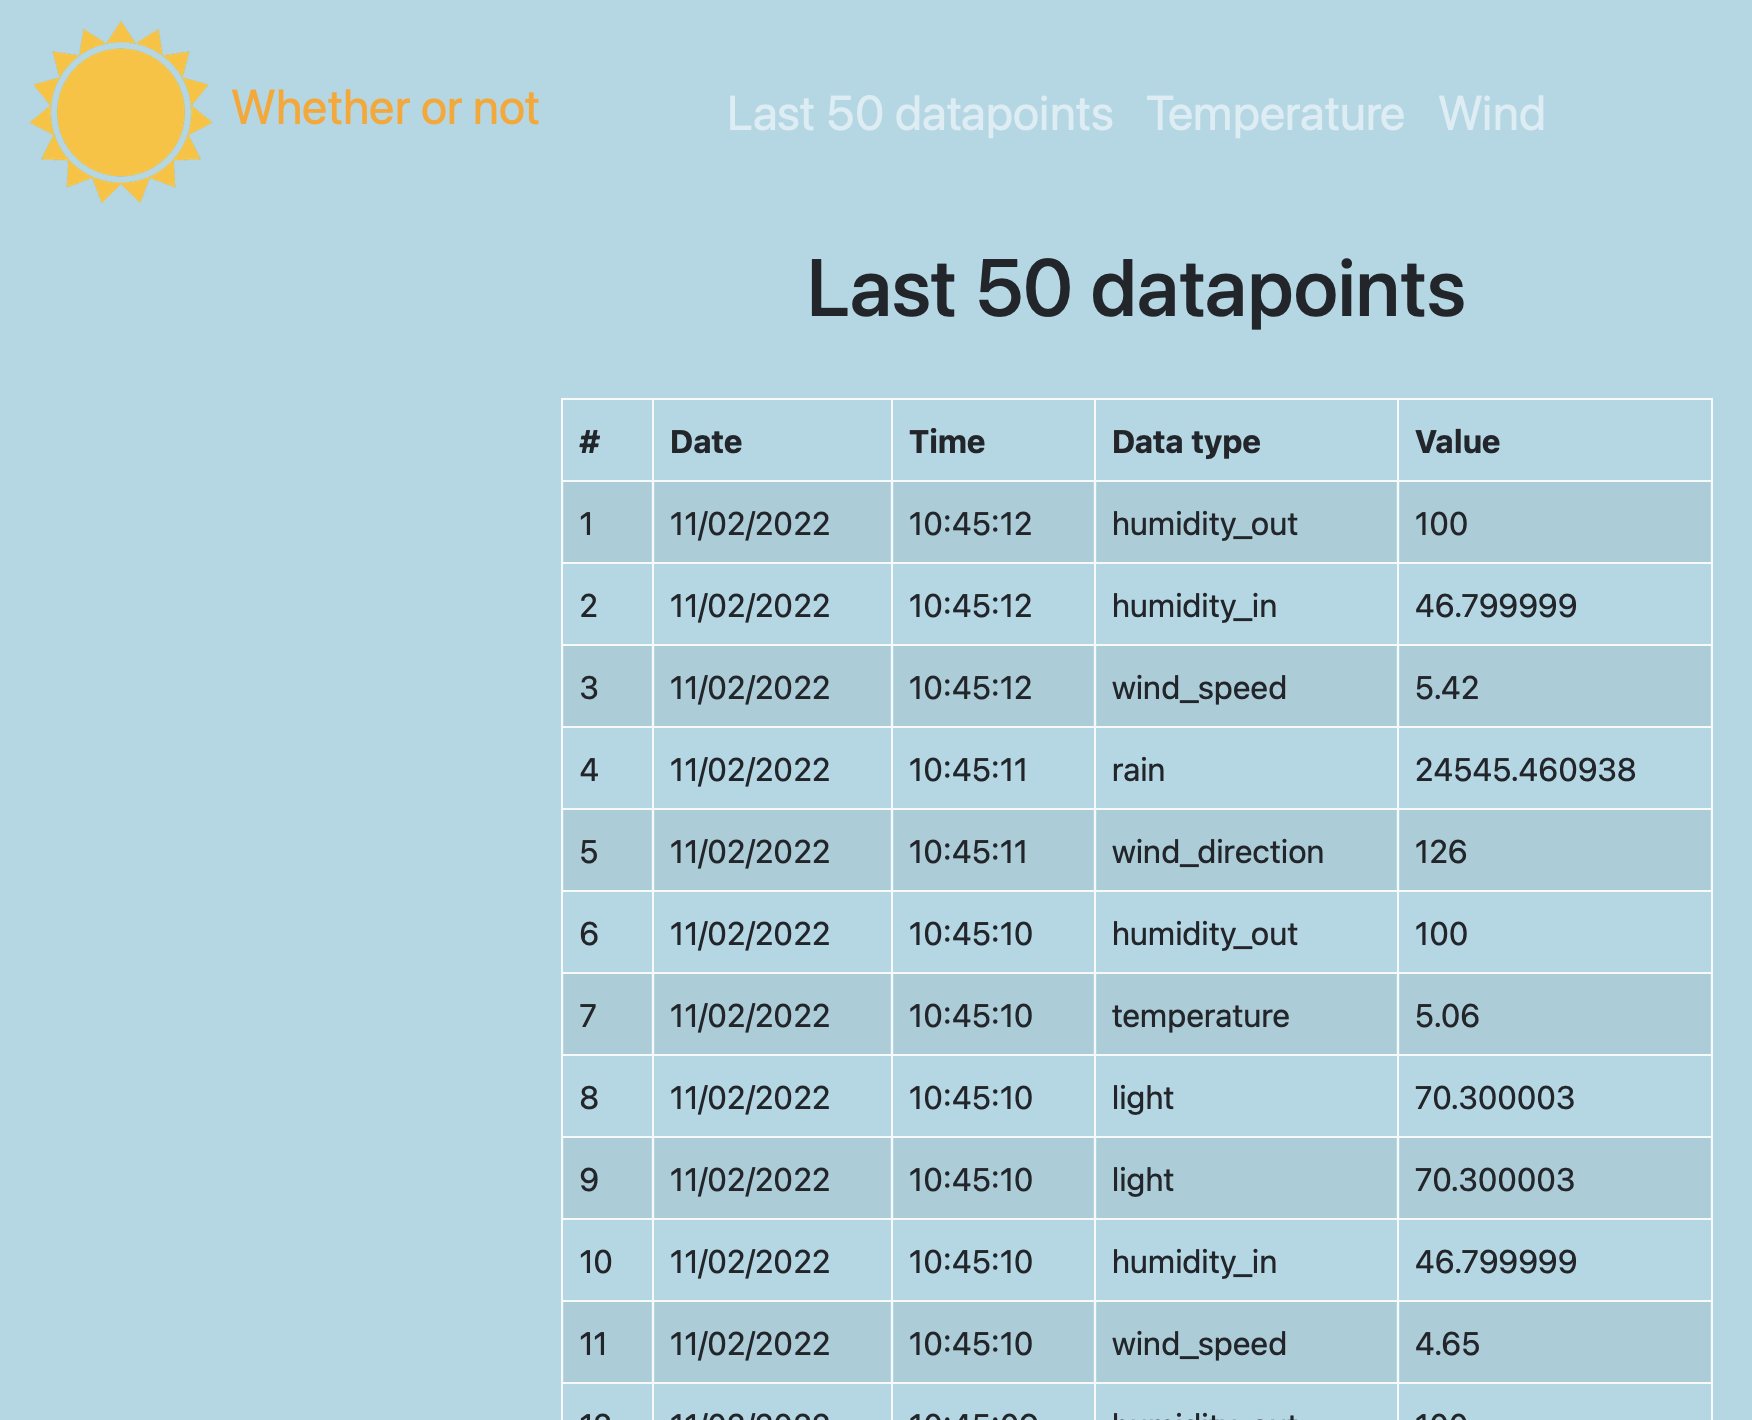 Whether or not
Last 50 datapoints Temperature Wind
Last 50 datapoints
# Date Time Data type Value
1 11/02/2022 10:45:12 humidity_out 100
2 11/02/2022 10:45:12 humidity_in 46.799999
3 11/02/2022 10:45:12 wind_speed 5.42
4 11/02/2022 10:45:11 rain 24545.460938
5 11/02/2022 10:45:11 wind_direction 126
6 11/02/2022 10:45:10 humidity_out 100
7 11/02/2022 10:45:10 temperature 5.06
8 11/02/2022 10:45:10 light 70.300003
9 11/02/2022 10:45:10 light 70.300003
10 11/02/2022 10:45:10 humidity_in 46.799999
11 11/02/2022 10:45:10 wind_speed 4.65